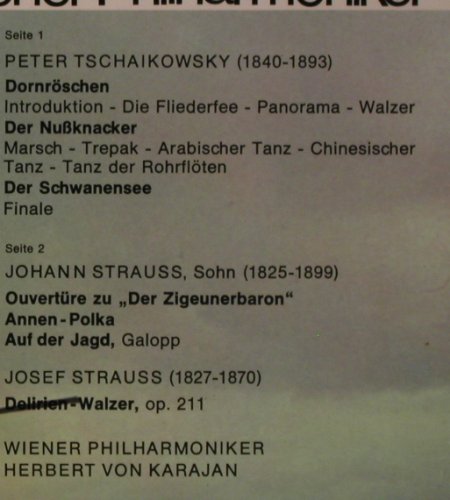 Seite 1
PETER TSCHAIKOWSKY (1840-1893)
Dornröschen
Introduktion - Die Fliederfee - Panorama - Walzer
Der Nußknacker
Marsch - Trepak - Arabischer Tanz - Chinesischer
Tanz - Tanz der Rohrflöten
Der Schwanensee
Finale
Seite 2
JOHANN STRAUSS, Sohn (1825-1899)
Ouvertüre zu „Der Zigeunerbaron“
Annen-Polka
Auf der Jagd, Galopp
JOSEF STRAUSS (1827-1870)
Delirien-Walzer, op. 211
WIENER PHILHARMONIKER
HERBERT VON KARAJAN